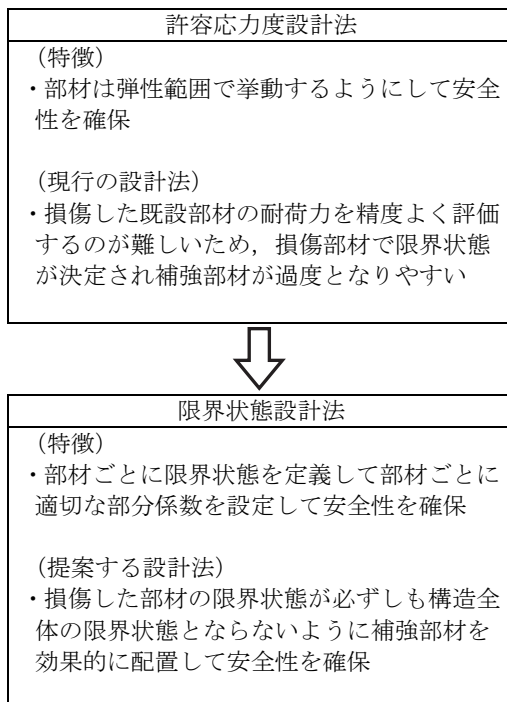 許容応力度設計法
（特徴）
・部材は弾性範囲で挙動するようにして安全
性を確保
（現行の設計法）
・損傷した既設部材の耐荷力を精度よく評価
するのが難しいため，損傷部材で限界状態
が決定され補強部材が過度となりやすい
限界状態設計法
（特徴）
・部材ごとに限界状態を定義して部材ごとに
適切な部分係数を設定して安全性を確保
（提案する設計法）
・損傷した部材の限界状態が必ずしも構造全
体の限界状態とならないように補強部材を
効果的に配置して安全性を確保